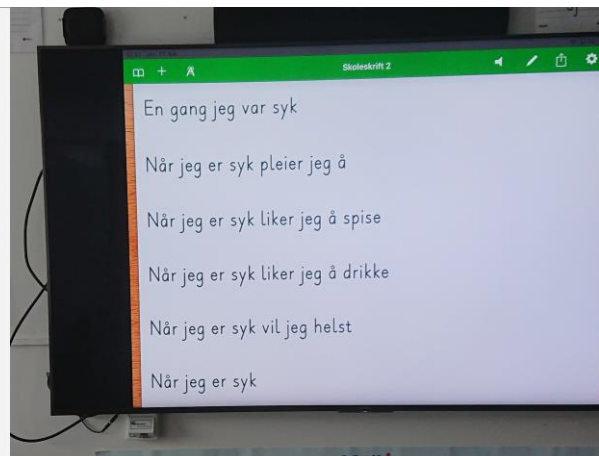 Skoleskrift 2
En gang jeg var syk
Når jeg er syk pleier jeg å
Når jeg er syk liker jeg å spise
Når jeg er syk liker jeg å drikke
Når jeg er syk vil jeg helst
Når jeg er syk